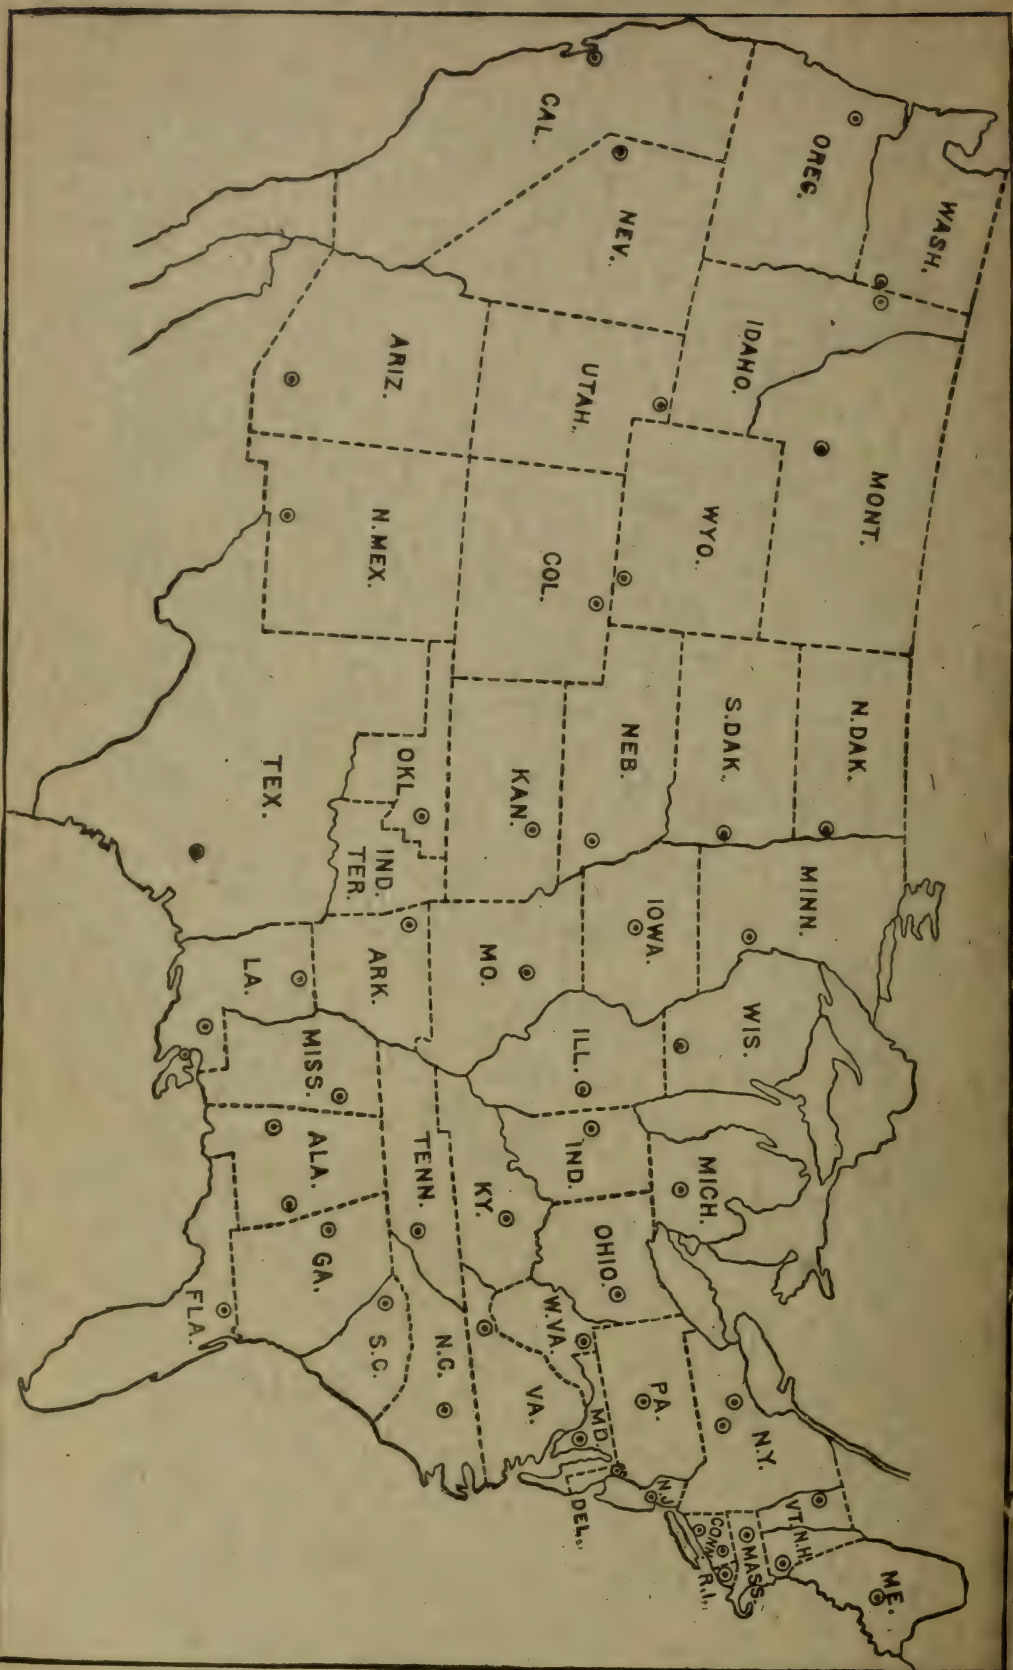 WASH.
OREG.
CAL.
NEV.
IDAHO.
MONT.
WYO.
UTAH.
ARIZ.
COL.
N.MEX.
N.DAK.
S.DAK.
NEB.
KAN.
OKL
IND.
TER.
TEX.
MINN.
IOWA.
MO.
ARK.
LA.
WIS.
ILL.
MICH.
IND.
OHIO.
KY.
TENN.
MISS.
ALA.
GA.
FLA.
S.C.
N.C.
VA.
W.VA.
MD.
DEL.
PA.
N.J.
N.Y.
CONN.
R.I.
MASS.
VT.
N.H.
ME.